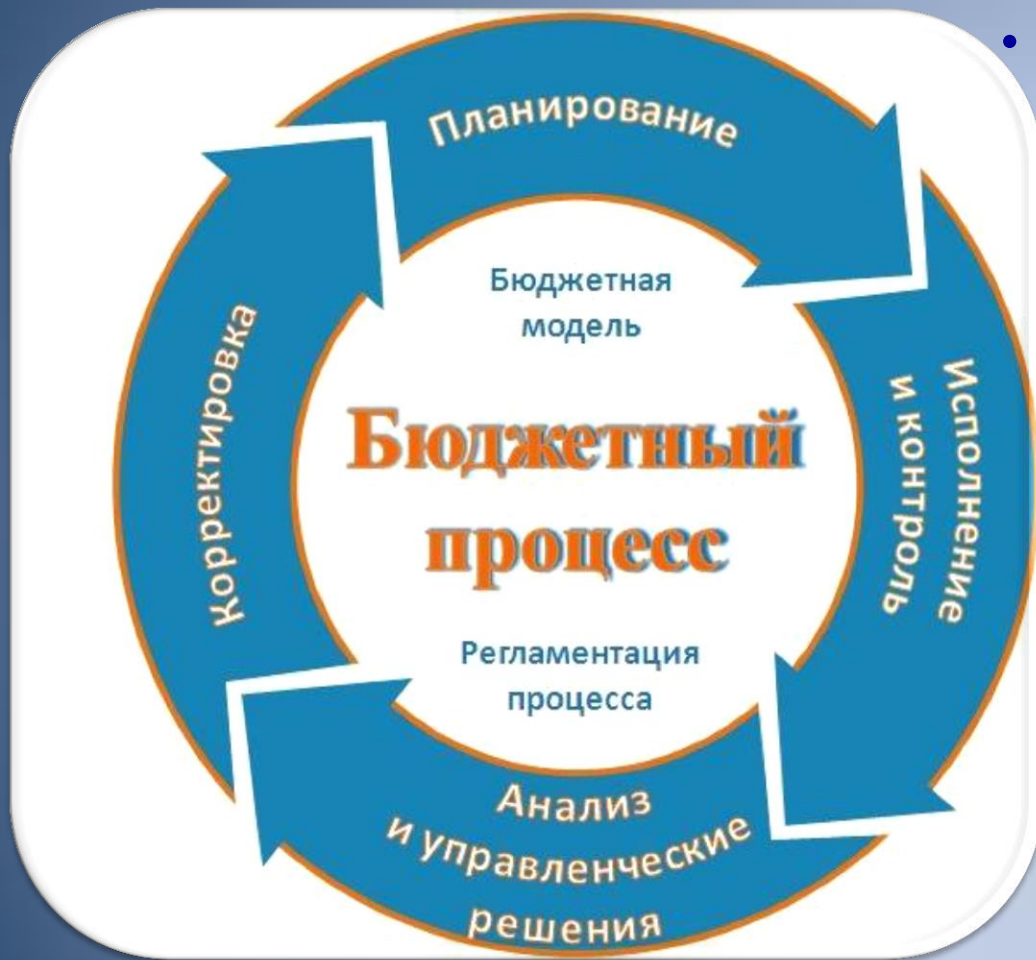 Планирование
Бюджетная
модель
Бюджетный
процесс
Регламентация
процесса
Исполнение
и контроль
Анализ
и управленческие
решения
Корректировка